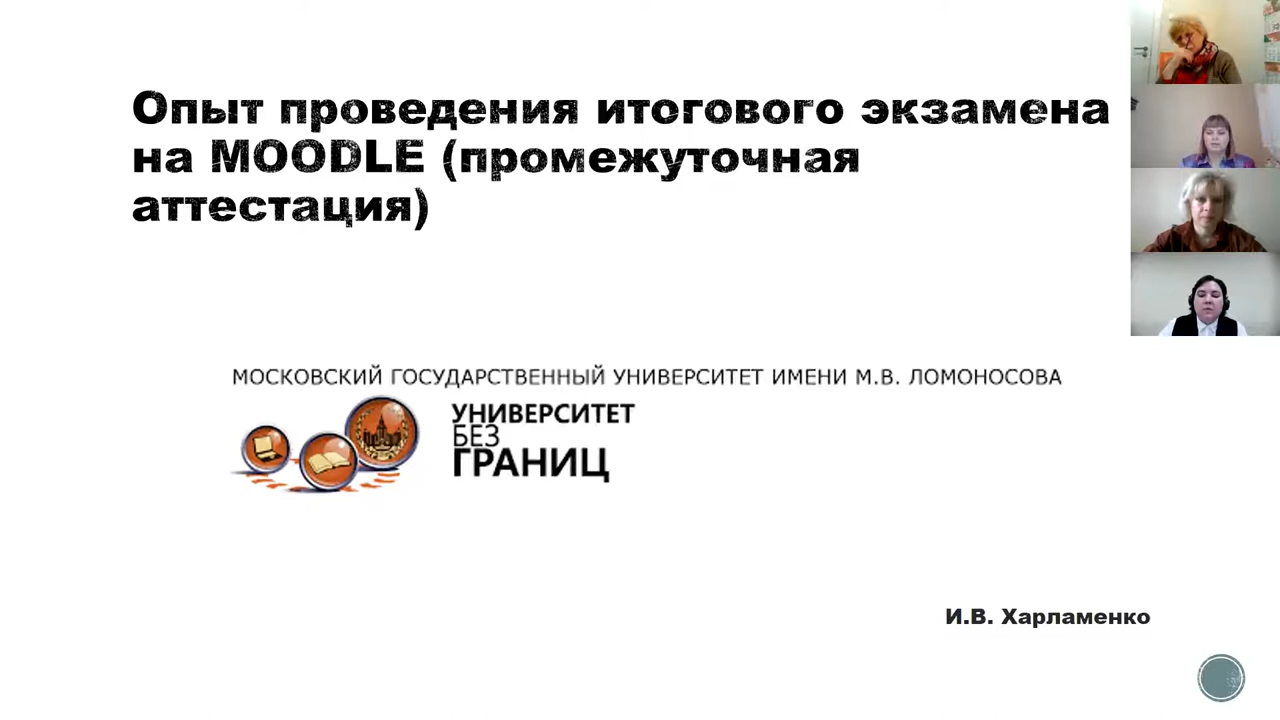 Опыт проведения итогового экзамена
на MOODLE (промежуточная
аттестация)
МОСКОВСКИЙ ГОСУДАРСТВЕННЫЙ УНИВЕРСИТЕТ ИМЕНИ М.В. ЛОМОНОСОВА
УНИВЕРСИТЕТ
БЕЗ
ГРАНИЦ
И.В. Харламенко